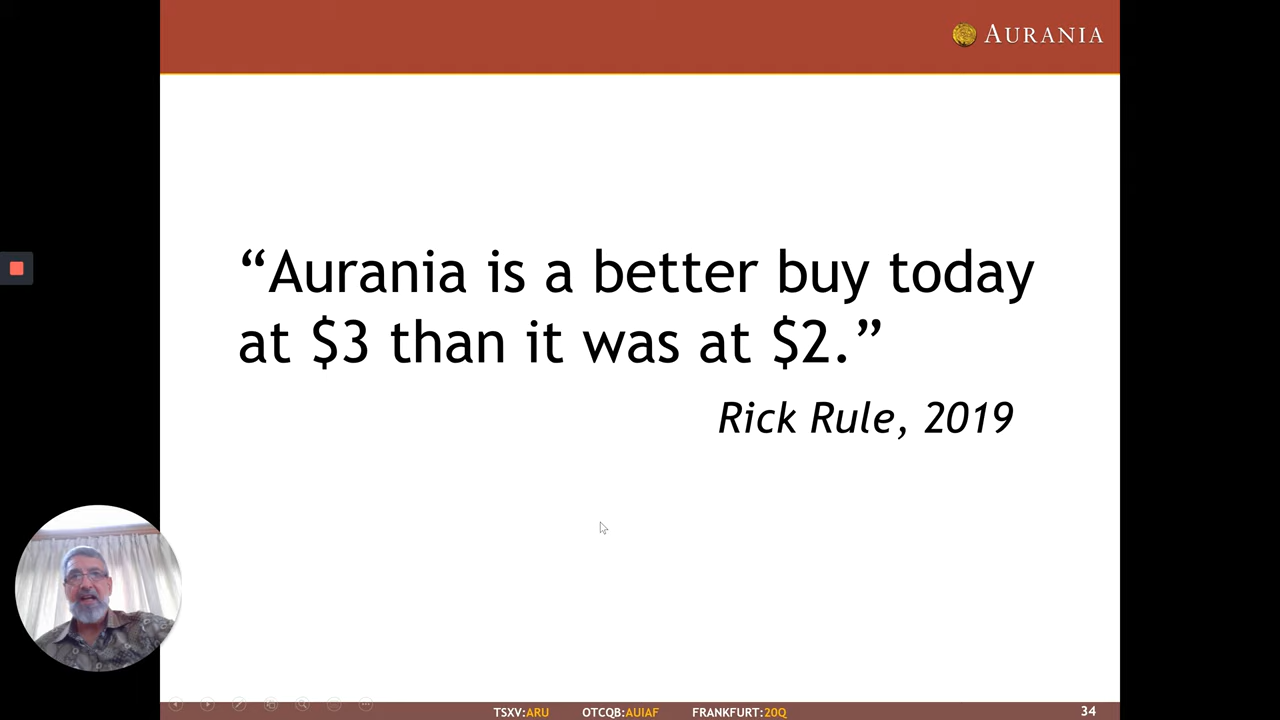 AURANIA
“Aurania is a better buy today
at $3 than it was at $2.”
Rick Rule, 2019
TSXV:ARU OTCQB:AUIAF FRANKFURT:20Q
34